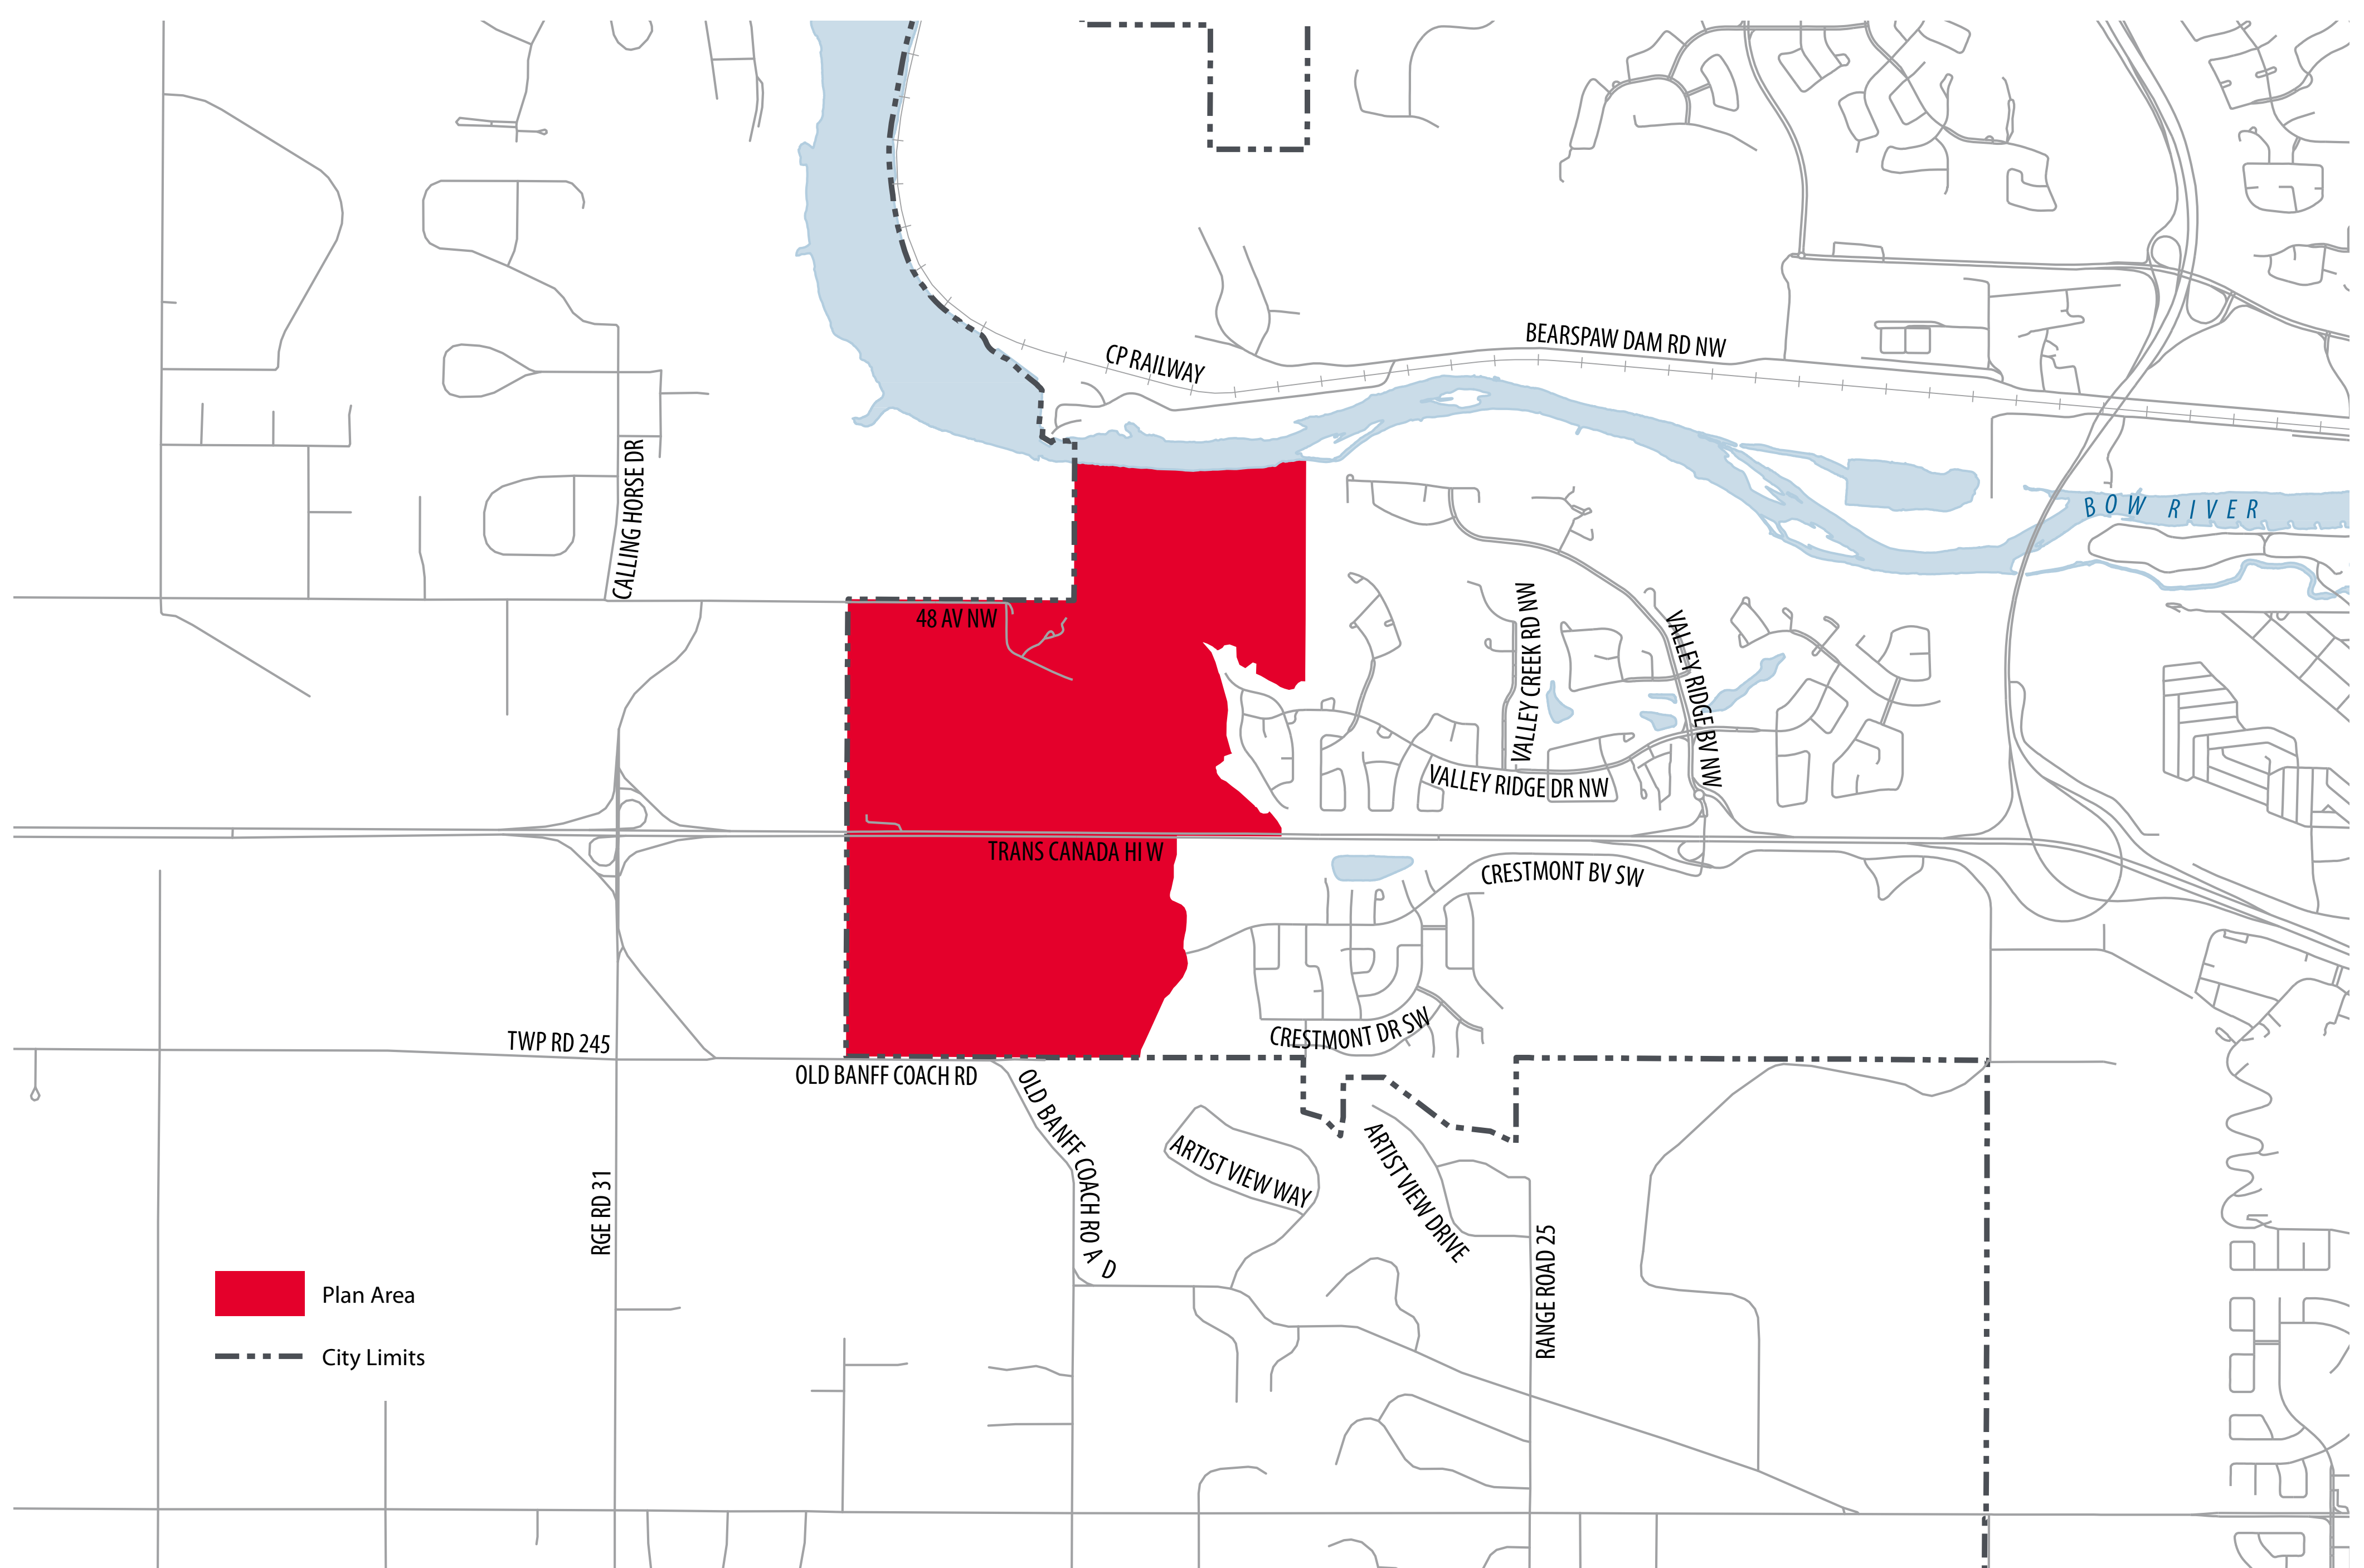 BEARSPAW DAM RD NW
CP RAILWAY
CALLING HORSE DR
BOW RIVER
48 AV NW
VALLEY CREEK RD NW
VALLEY RIDGE BV NW
VALLEY RIDGE DR NW
TRANS CANADA HI W
CRESTMONT BV SW
CRESTMONT DR SW
TWP RD 245
OLD BANFF COACH RD
OLD BANFF COACH ROAD
ARTIST VIEW WAY
ARTIST VIEW DRIVE
RGE RD 31
RANGE ROAD 25
Plan Area
City Limits